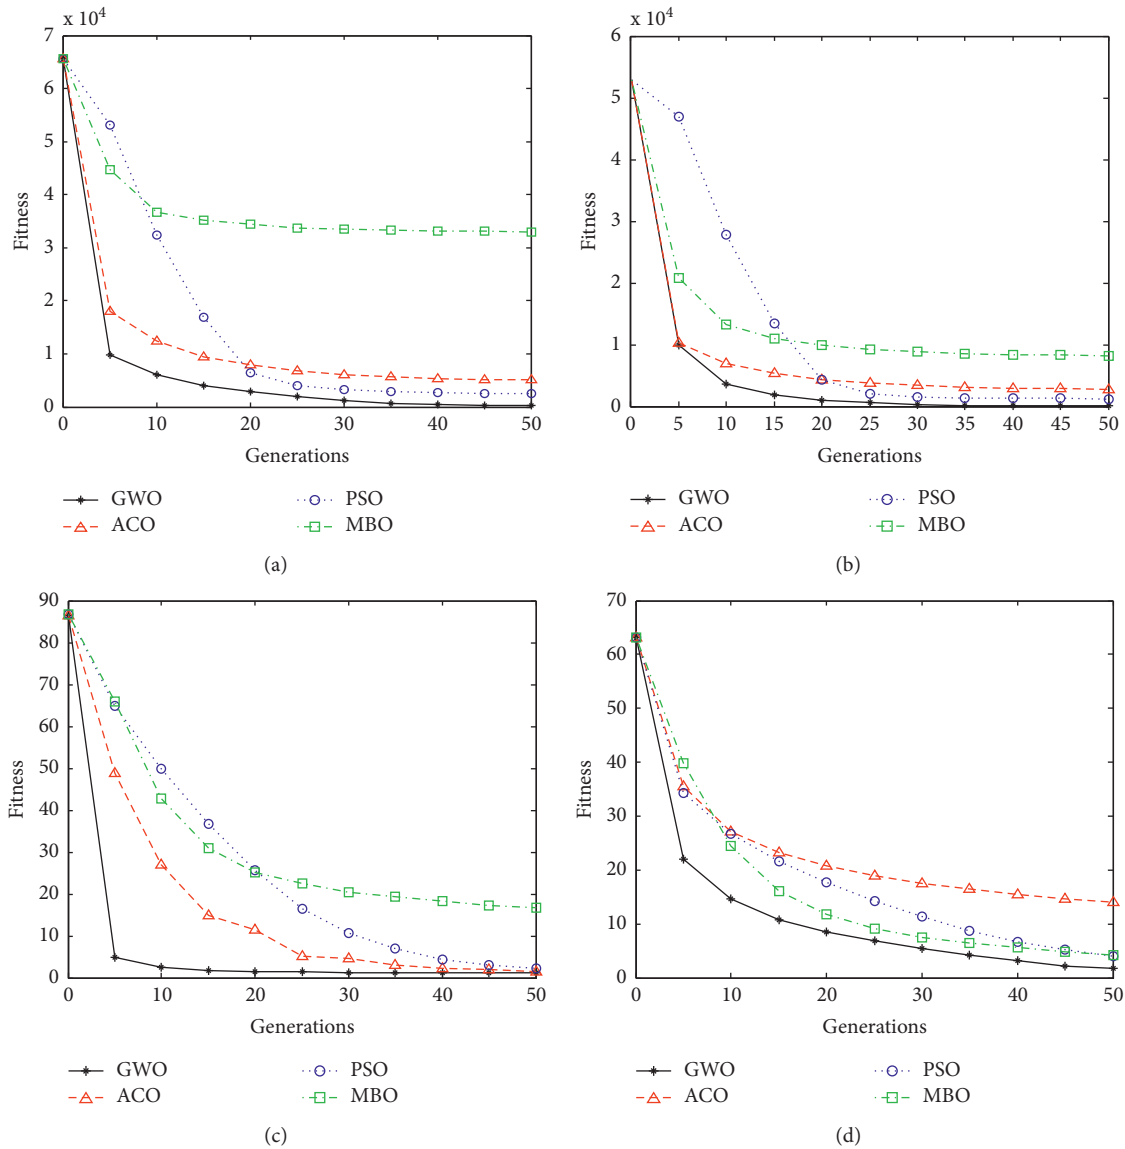 x 10^4
7
6
5
4
3
2
1
0
Fitness
0 10 20 30 40 50
Generations
GWO PSO
ACO MBO
(a)
x 10^4
6
5
4
3
2
1
0
Fitness
0 5 10 15 20 25 30 35 40 45 50
Generations
GWO PSO
ACO MBO
(b)
90
80
70
60
50
40
30
20
10
0
Fitness
0 10 20 30 40 50
Generations
GWO PSO
ACO MBO
(c)
70
60
50
40
30
20
10
0
Fitness
0 10 20 30 40 50
Generations
GWO PSO
ACO MBO
(d)